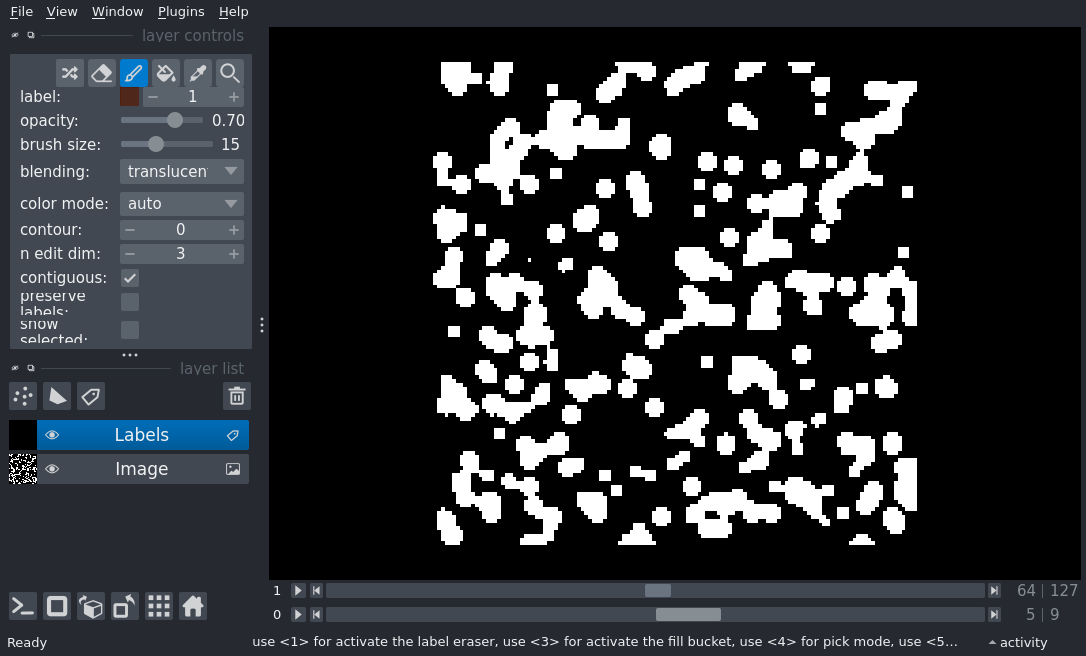 File View Window Plugins Help
layer controls
label: 1
opacity: 0.70
brush size: 15
blending: translucen
color mode: auto
contour: 0
n edit dim: 3
contiguous:
preserve
labels:
show
selected:
layer list
Labels
Image
1 64 | 127
0 5 | 9
Ready use <1> for activate the label eraser, use <3> for activate the fill bucket, use <4> for pick mode, use <5... activity